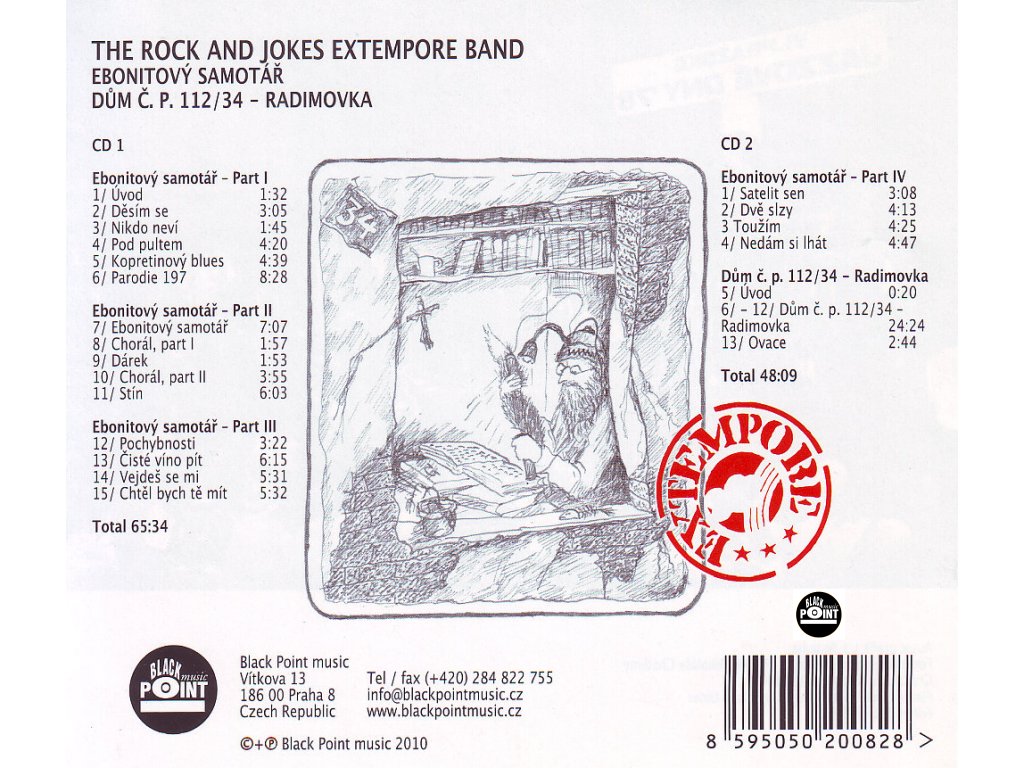 THE ROCK AND JOKES EXTEMPORE BAND
EBONITOVÝ SAMOTÁŘ
DŮM Č. P. 112/34 – RADIMOVKA
CD 1
Ebonitový samotář – Part I
1/ Úvod 1:32
2/ Děsím se 3:05
3/ Nikdo neví 1:45
4/ Pod pultem 4:20
5/ Kopretinový blues 4:39
6/ Parodie 197 8:28
Ebonitový samotář – Part II
7/ Ebonitový samotář 7:07
8/ Chorál, part I 1:57
9/ Dárek 1:53
10/ Chorál, part II 3:55
11/ Stín 6:03
Ebonitový samotář – Part III
12/ Pochybnosti 3:22
13/ Čisté víno pít 6:15
14/ Vejdeš se mi 5:31
15/ Chtěl bych tě mít 5:32
Total 65:34
34
CD 2
Ebonitový samotář – Part IV
1/ Satelit sen 3:08
2/ Dvě slzy 4:13
3 Toužím 4:25
4/ Nedám si lhát 4:47
Dům č. p. 112/34 – Radimovka
5/ Úvod 0:20
6/ – 12/ Dům č. p. 112/34 –
Radimovka 24:24
13/ Ovace 2:44
Total 48:09
EXTEMPORE
BLACK music
POINT
BLACK music
POINT
Black Point music
Vítkova 13
186 00 Praha 8
Czech Republic
Tel / fax (+420) 284 822 755
info@blackpointmusic.cz
www.blackpointmusic.cz
©+℗ Black Point music 2010
8 595050 200828 >